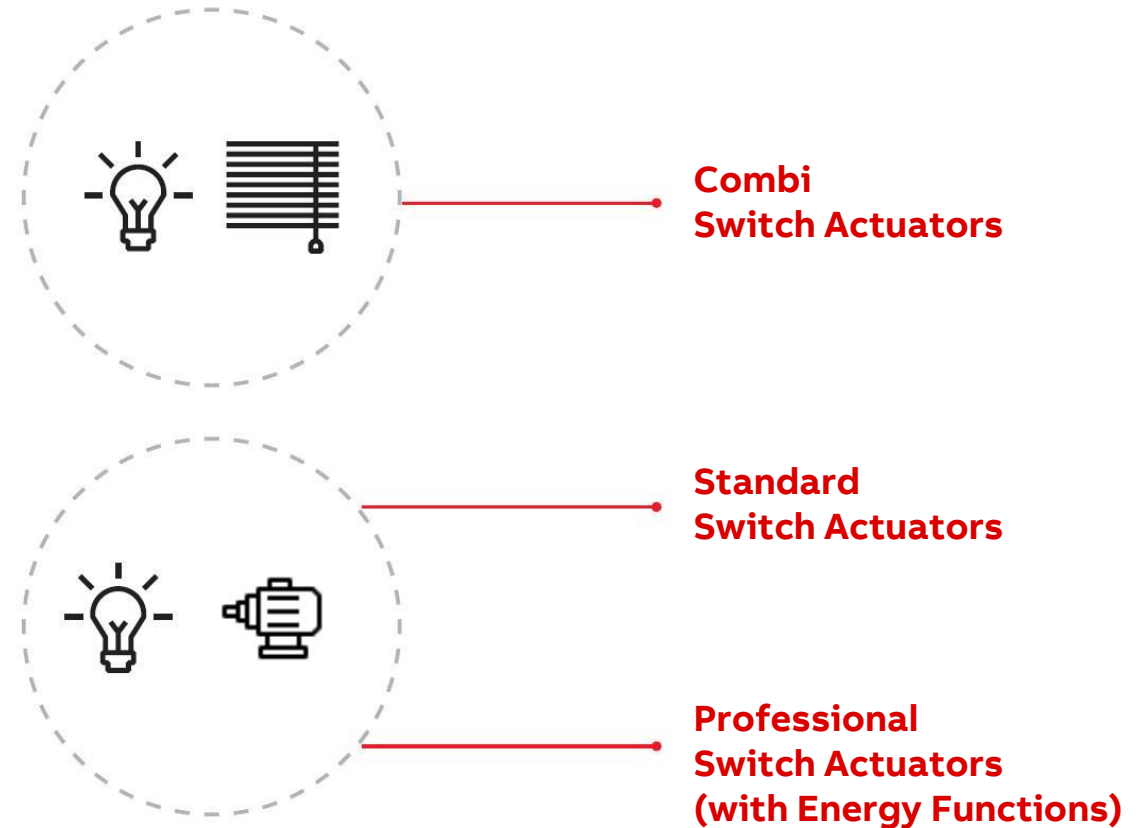 Combi
Switch Actuators
Standard
Switch Actuators
Professional
Switch Actuators
(with Energy Functions)